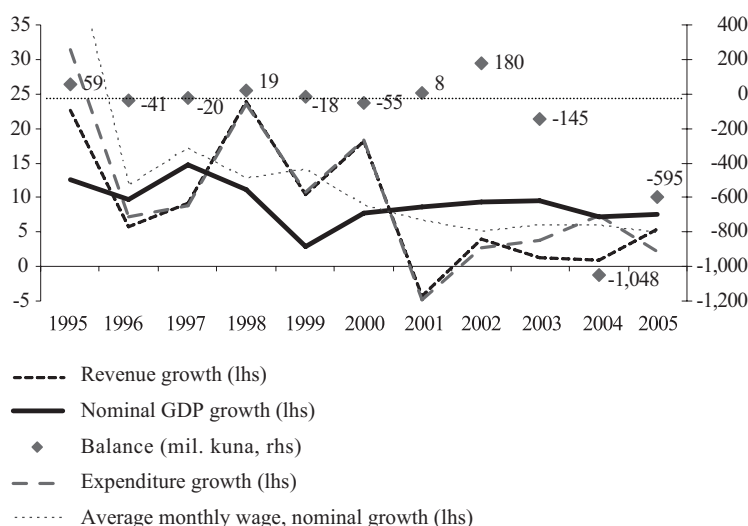 35 400
30 200
25 0
20 -200
15 -400
10 -600
5 -800
0 -1,000
-5 -1,200
59 -41 -20 19 -18 -55 8 180 -145 -1,048 -595
1995 1996 1997 1998 1999 2000 2001 2002 2003 2004 2005
Revenue growth (lhs)
Nominal GDP growth (lhs)
Balance (mil. kuna, rhs)
Expenditure growth (lhs)
Average monthly wage, nominal growth (lhs)